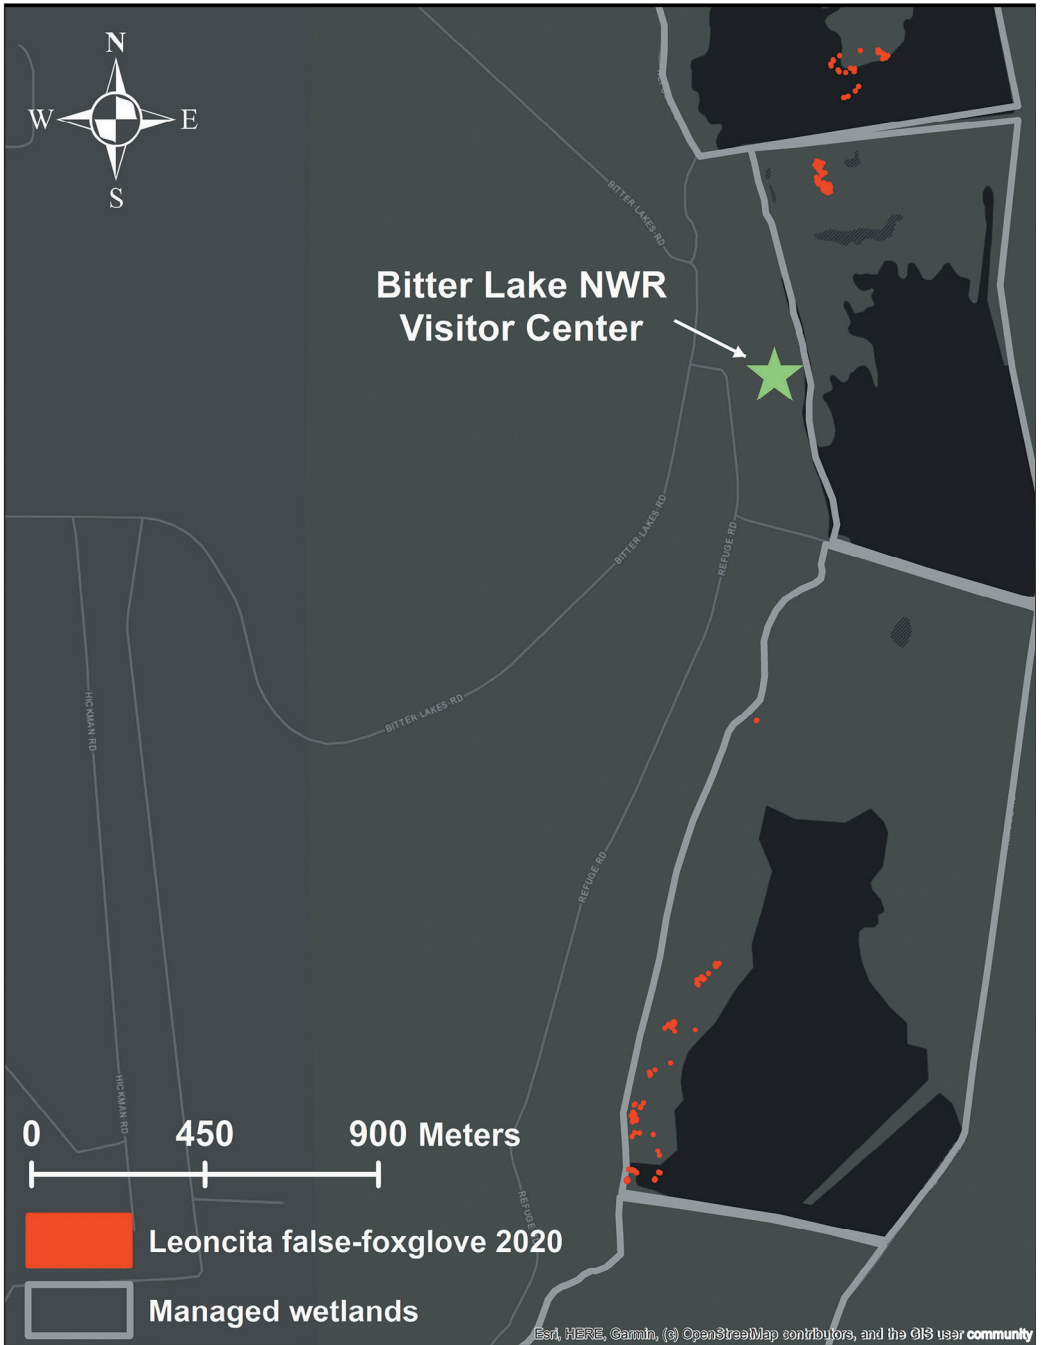 N
W
E
S
BITTER-LAKES-RD
Bitter Lake NWR
Visitor Center
BITTER-LAKES-RD
REFUGE RD
BITTER-LAKES-RD
HICKMAN RD
REFUGE RD
HICKMAN RD
0
450
900 Meters
REFUGE
Leoncita false-foxglove 2020
Managed wetlands
Esri, HERE, Garmin, (c) OpenStreetMap contributors, and the GIS user community